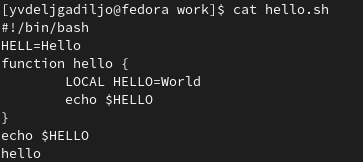 [yvdeljgadiljo@fedora work]$ cat hello.sh
#!/bin/bash
HELL=Hello
function hello {
        LOCAL HELLO=World
        echo $HELLO
}
echo $HELLO
hello